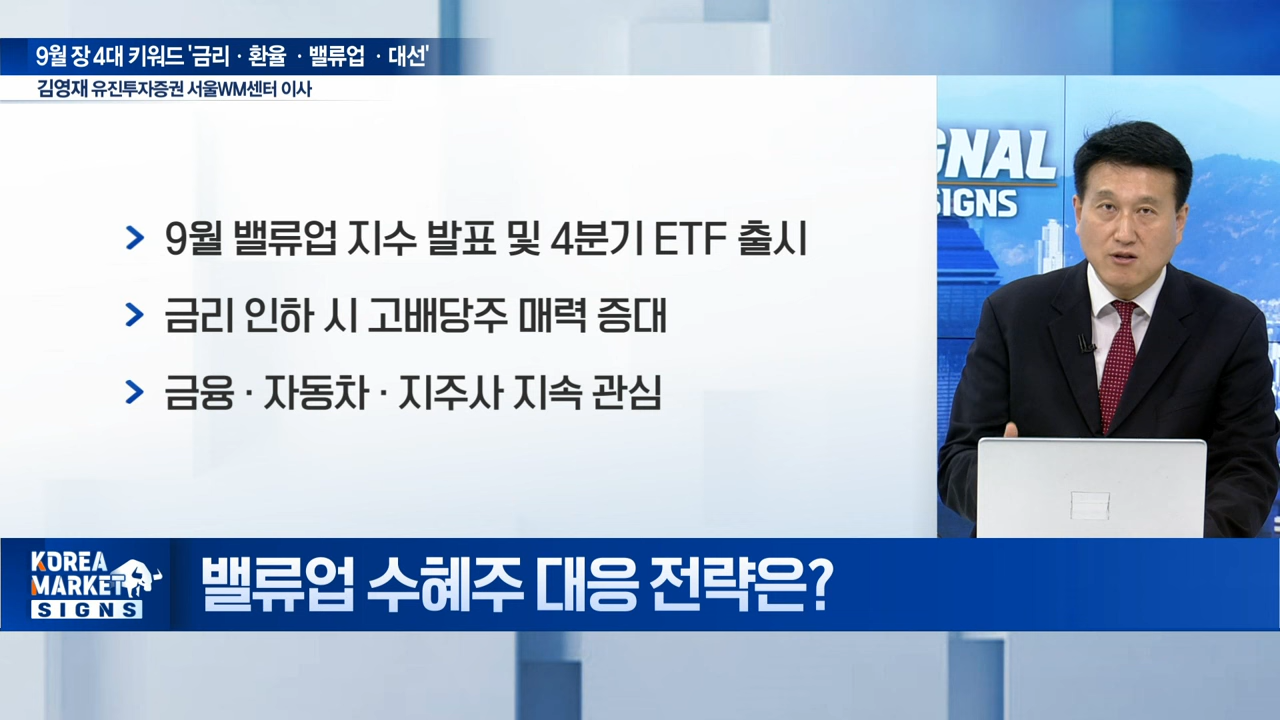 9월 장 4대 키워드 '금리 · 환율 · 밸류업 · 대선'
김영재 유진투자증권 서울WM센터 이사
GNAL
SIGNS
9월 밸류업 지수 발표 및 4분기 ETF 출시
금리 인하 시 고배당주 매력 증대
금융 · 자동차 · 지주사 지속 관심
KOREA
MARKET
SIGNS
밸류업 수혜주 대응 전략은?